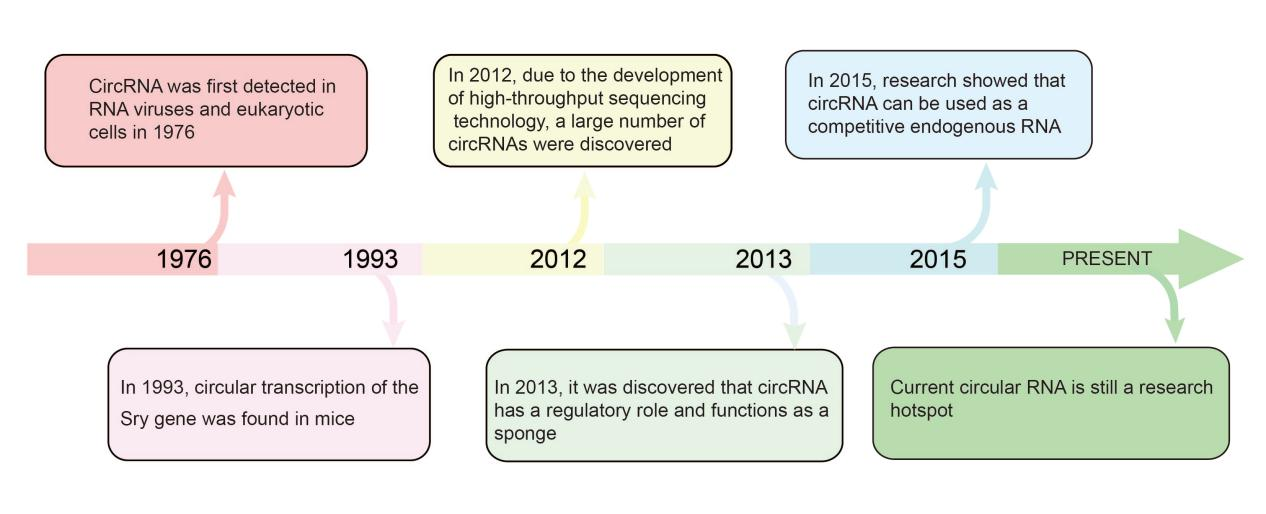 CircRNA was first detected in
RNA viruses and eukaryotic
cells in 1976
In 2012, due to the development
of high-throughput sequencing
technology, a large number of
circRNAs were discovered
In 2015, research showed that
circRNA can be used as a
competitive endogenous RNA
1976
1993
2012
2013
2015
PRESENT
In 1993, circular transcription of the
Sry gene was found in mice
In 2013, it was discovered that circRNA
has a regulatory role and functions as a
sponge
Current circular RNA is still a research
hotspot